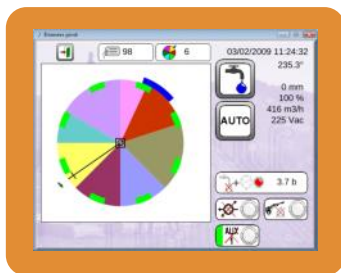 98
6
03/02/2009 11:24:32
235.3°
0 mm
100 %
416 m3/h
225 Vac
AUTO
3.7 h
AUX